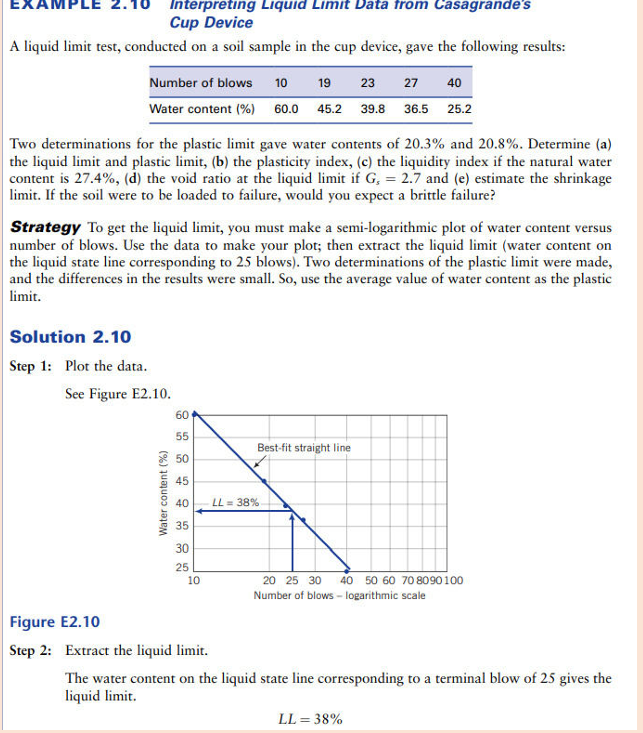 EXAMPLE 2.10 Interpreting Liquid Limit Data from Casagrande's
Cup Device
A liquid limit test, conducted on a soil sample in the cup device, gave the following results:
Number of blows 10 19 23 27 40
Water content (%) 60.0 45.2 39.8 36.5 25.2
Two determinations for the plastic limit gave water contents of 20.3% and 20.8%. Determine (a)
the liquid limit and plastic limit, (b) the plasticity index, (c) the liquidity index if the natural water
content is 27.4%, (d) the void ratio at the liquid limit if Gs = 2.7 and (e) estimate the shrinkage
limit. If the soil were to be loaded to failure, would you expect a brittle failure?
Strategy To get the liquid limit, you must make a semi-logarithmic plot of water content versus
number of blows. Use the data to make your plot; then extract the liquid limit (water content on
the liquid state line corresponding to 25 blows). Two determinations of the plastic limit were made,
and the differences in the results were small. So, use the average value of water content as the plastic
limit.
Solution 2.10
Step 1: Plot the data.
See Figure E2.10.
60
55
50
45
40
35
30
25
Water content (%)
Best-fit straight line
LL = 38%
10 20 25 30 40 50 60 70 80 90 100
Number of blows – logarithmic scale
Figure E2.10
Step 2: Extract the liquid limit.
The water content on the liquid state line corresponding to a terminal blow of 25 gives the
liquid limit.
LL = 38%